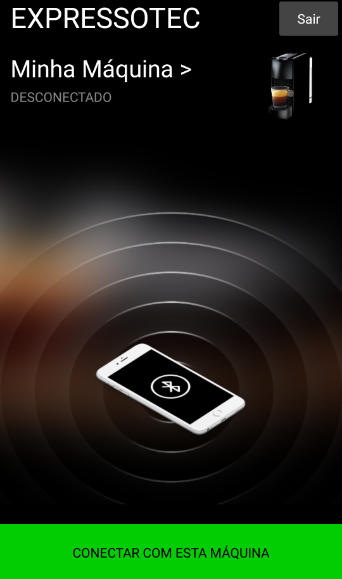 EXPRESSOTEC
Sair
Minha Máquina >
DESCONECTADO
CONECTAR COM ESTA MÁQUINA